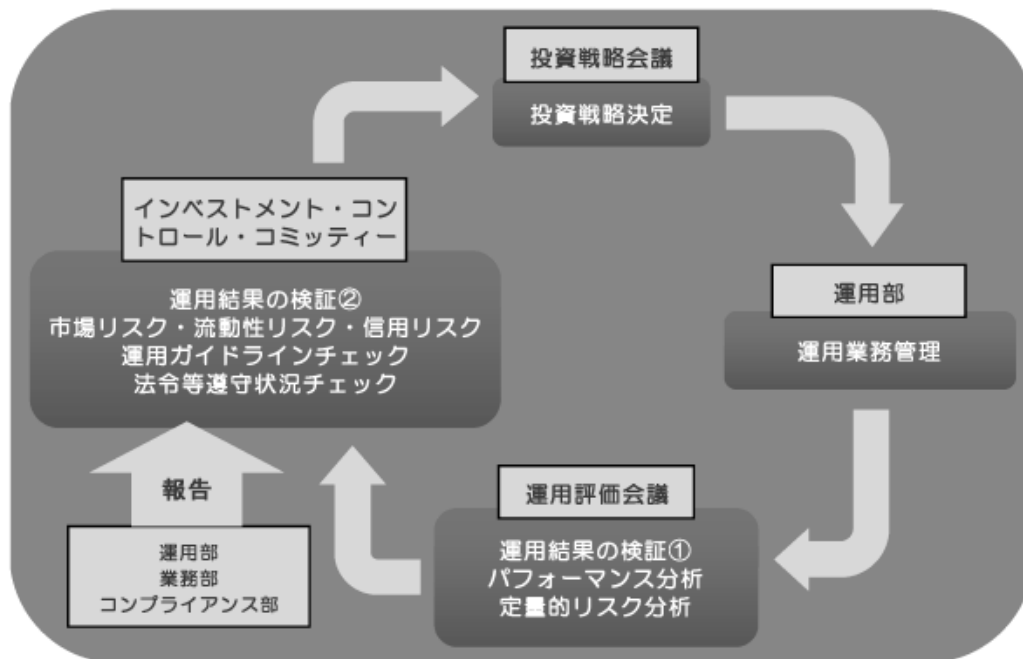 投資戦略会議
投資戦略決定
インベストメント・コン
トロール・コミッティー
運用結果の検証②
市場リスク・流動性リスク・信用リスク
運用ガイドラインチェック
法令等遵守状況チェック
運用部
運用業務管理
運用評価会議
運用結果の検証①
パフォーマンス分析
定量的リスク分析
報告
運用部
業務部
コンプライアンス部